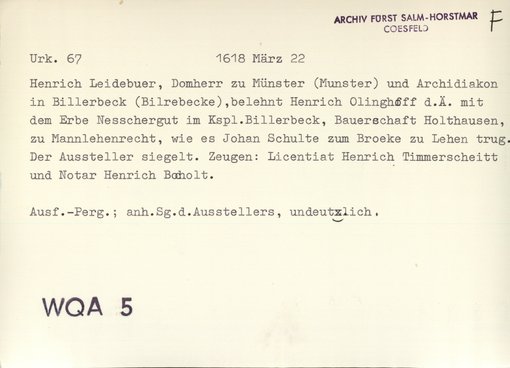 ARCHIV FÜRST SALM-HORSTMAR F
COESFELD
Urk. 67 1618 März 22
Henrich Leidebuer, Domherr zu Münster (Munster) und Archidiakon
in Billerbeck (Bilrebecke),belehnt Henrich Olinghoff d.Ä. mit
dem Erbe Nesschergut im Kspl.Billerbeck, Bauerschaft Holthausen,
zu Mannlehenrecht, wie es Johan Schulte zum Broeke zu Lehen trug.
Der Aussteller siegelt. Zeugen: Licentiat Henrich Timmerscheitt
und Notar Henrich Bocholt.
Ausf.-Perg.; anh.Sg.d.Ausstellers, undeutlich.
WQA 5